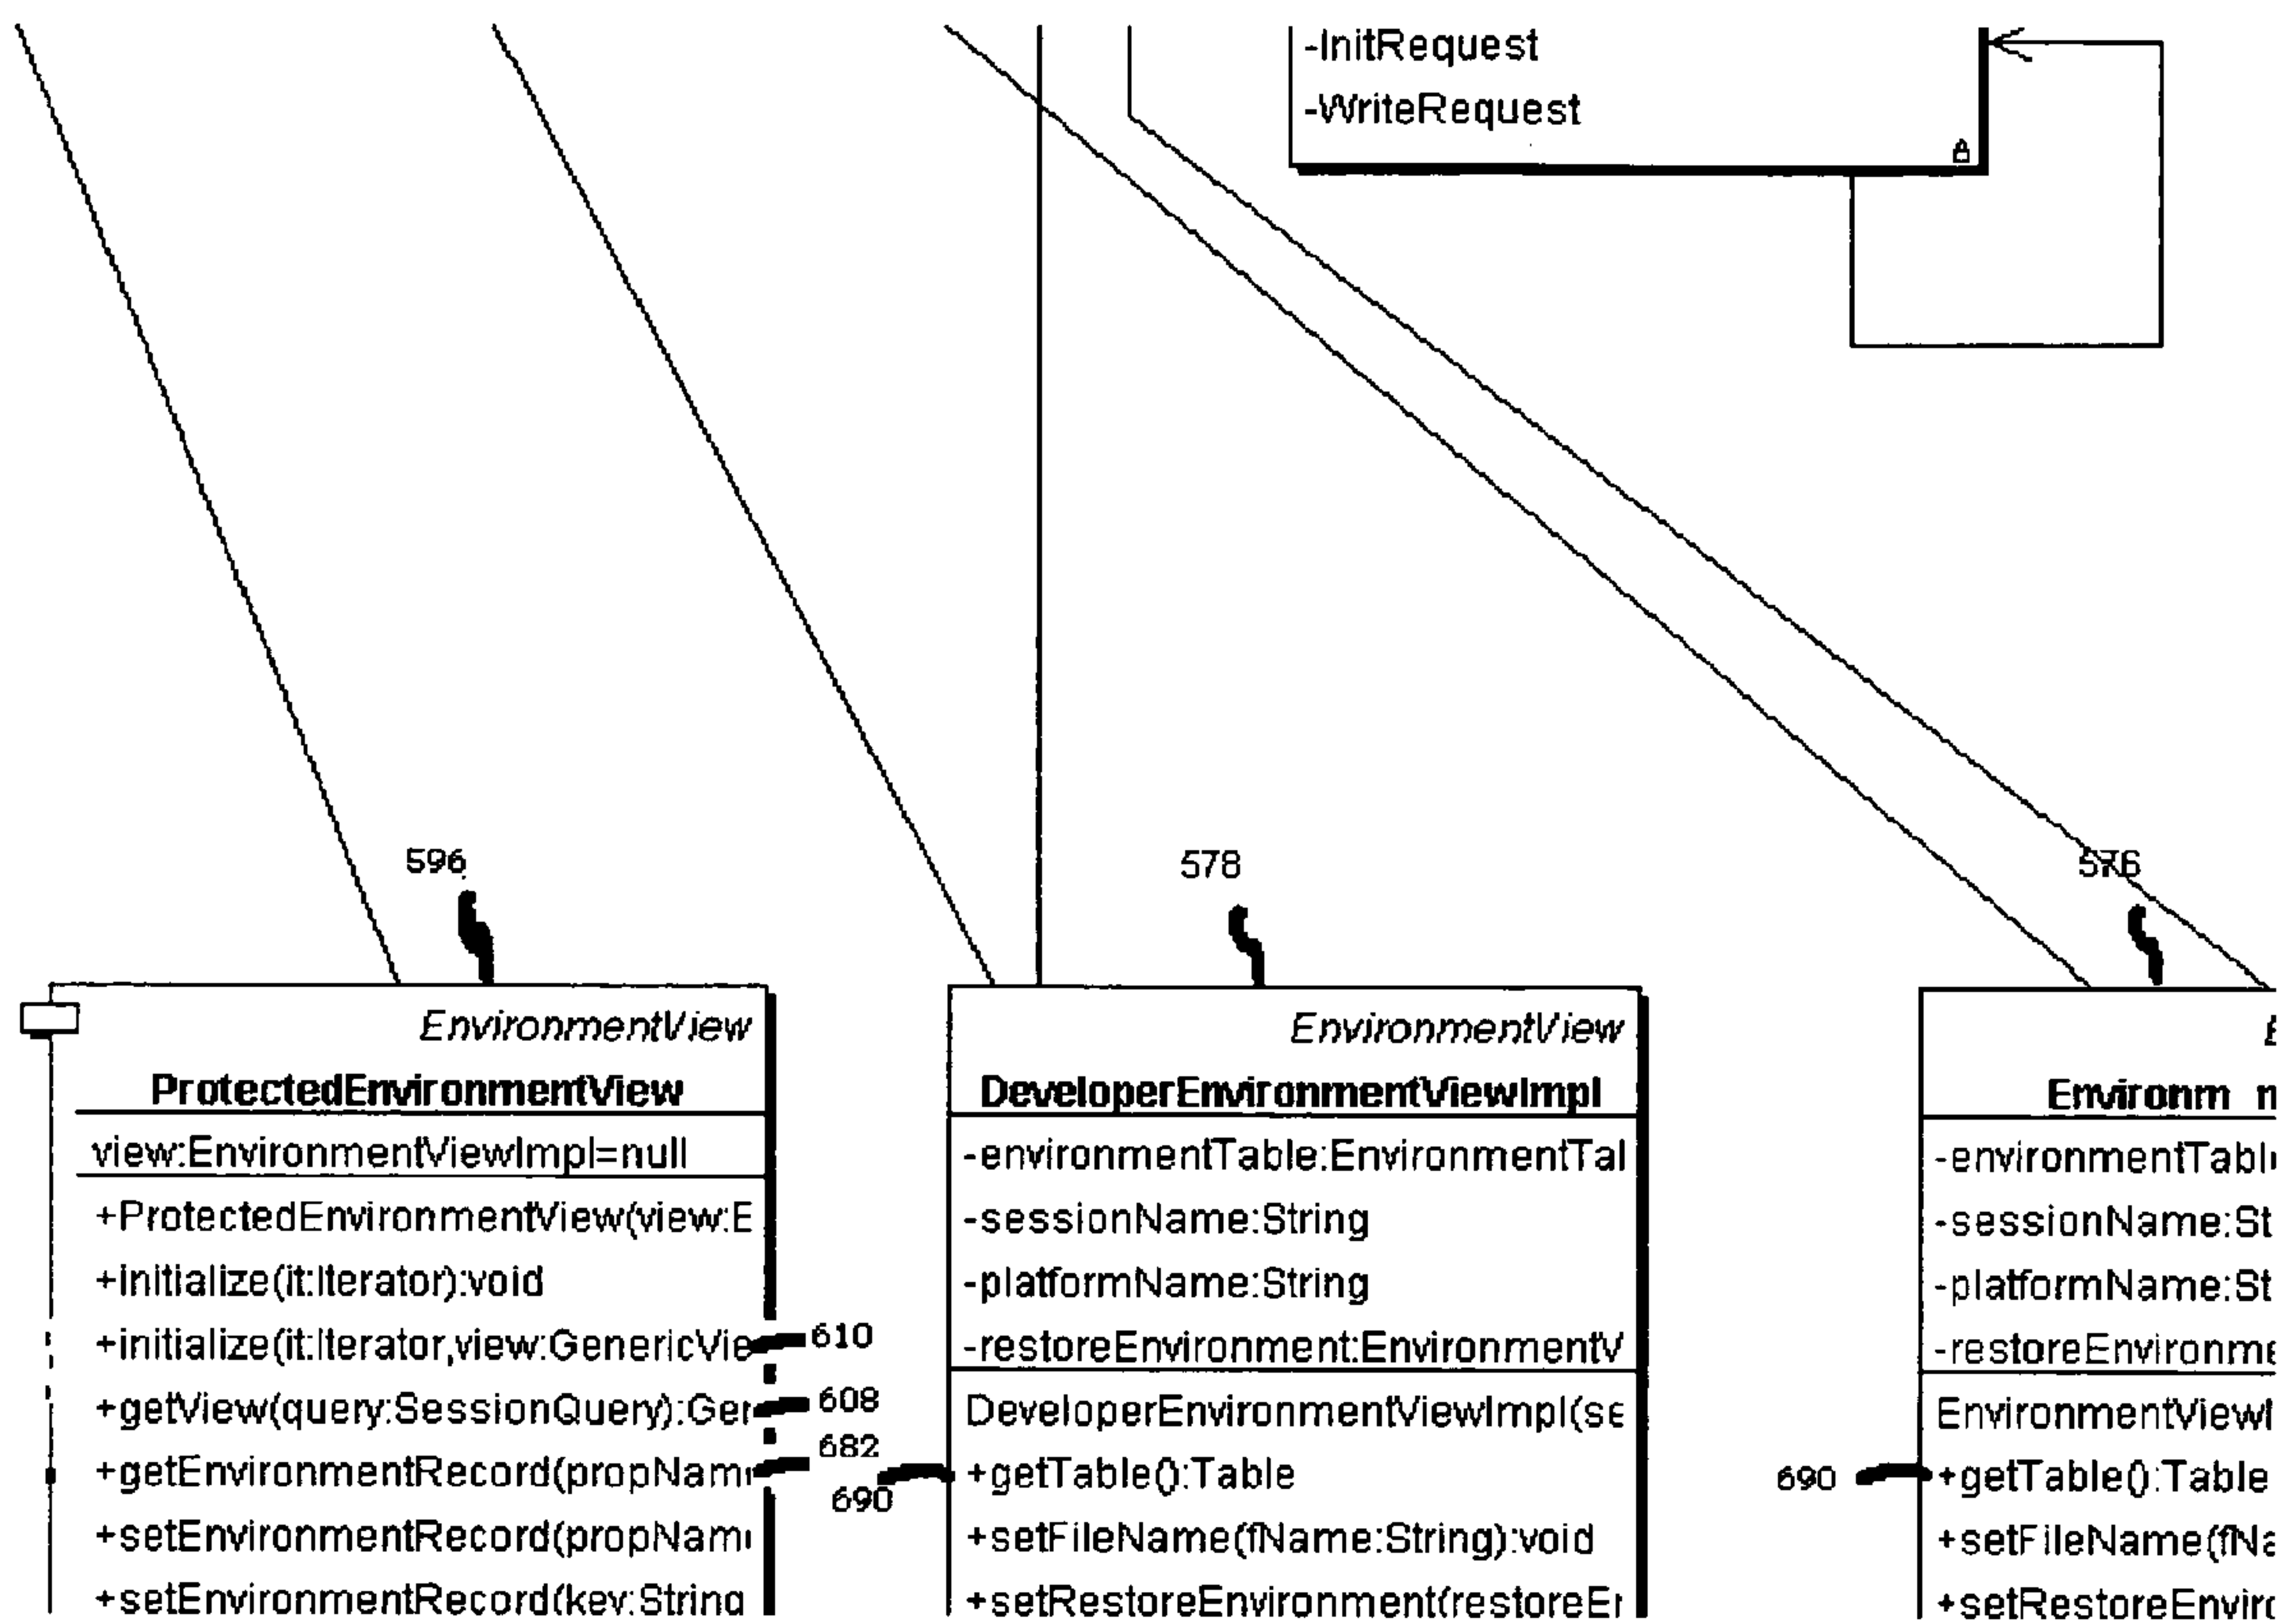 -InitRequest
-WriteRequest
596
578
576
EnvironmentView
ProtectedEnvironmentView
view:EnvironmentViewImpl=null
+ProtectedEnvironmentView(view:E
+initialize(it:Iterator):void
+initialize(it:Iterator,view:GenericVie
610
+getView(query:SessionQuery):Ger
608
+getEnvironmentRecord(propNam
682
+setEnvironmentRecord(propNam
+setEnvironmentRecord(key:String
EnvironmentView
DeveloperEnvironmentViewImpl
-environmentTable:EnvironmentTal
-sessionName:String
-platformName:String
-restoreEnvironment:EnvironmentV
DeveloperEnvironmentViewImpl(se
690
+getTable():Table
+setFileName(fName:String):void
+setRestoreEnvironment(restoreEr
E
Environm n
-environmentTabl
-sessionName:St
-platformName:St
-restoreEnvironme
EnvironmentViewI
690
+getTable():Table
+setFileName(fNa
+setRestoreEnviro